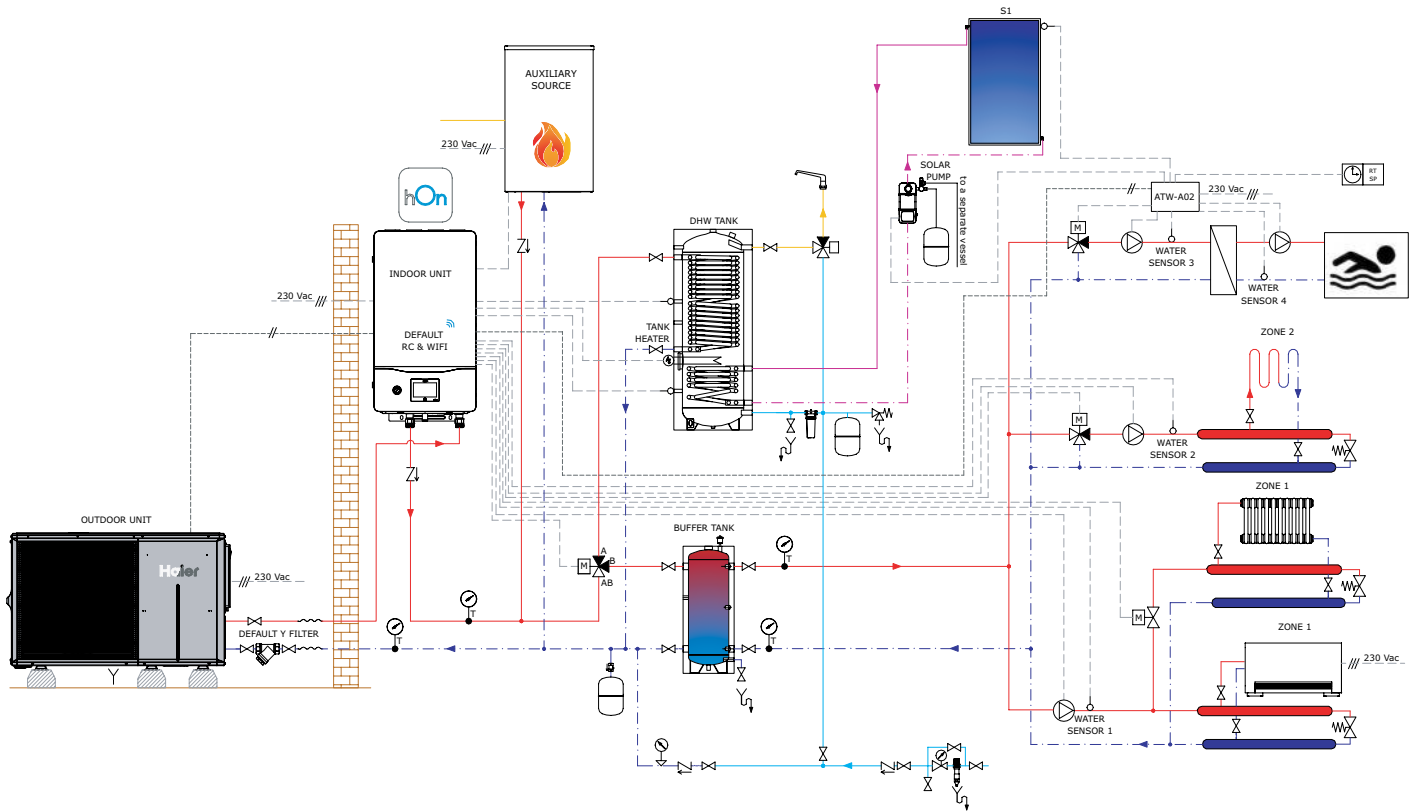 S1
AUXILIARY
SOURCE
230 Vac
hOn
SOLAR
PUMP
to a separate vessel
RT
SP
ATW-A02
230 Vac
DHW TANK
M
WATER
SENSOR 3
WATER
SENSOR 4
INDOOR UNIT
230 Vac
DEFAULT
RC & WIFI
TANK
HEATER
ZONE 2
M
WATER
SENSOR 2
ZONE 1
OUTDOOR UNIT
Haier
230 Vac
BUFFER TANK
A
B
AB
M
T
T
M
DEFAULT Y FILTER
T
T
ZONE 1
230 Vac
WATER
SENSOR 1